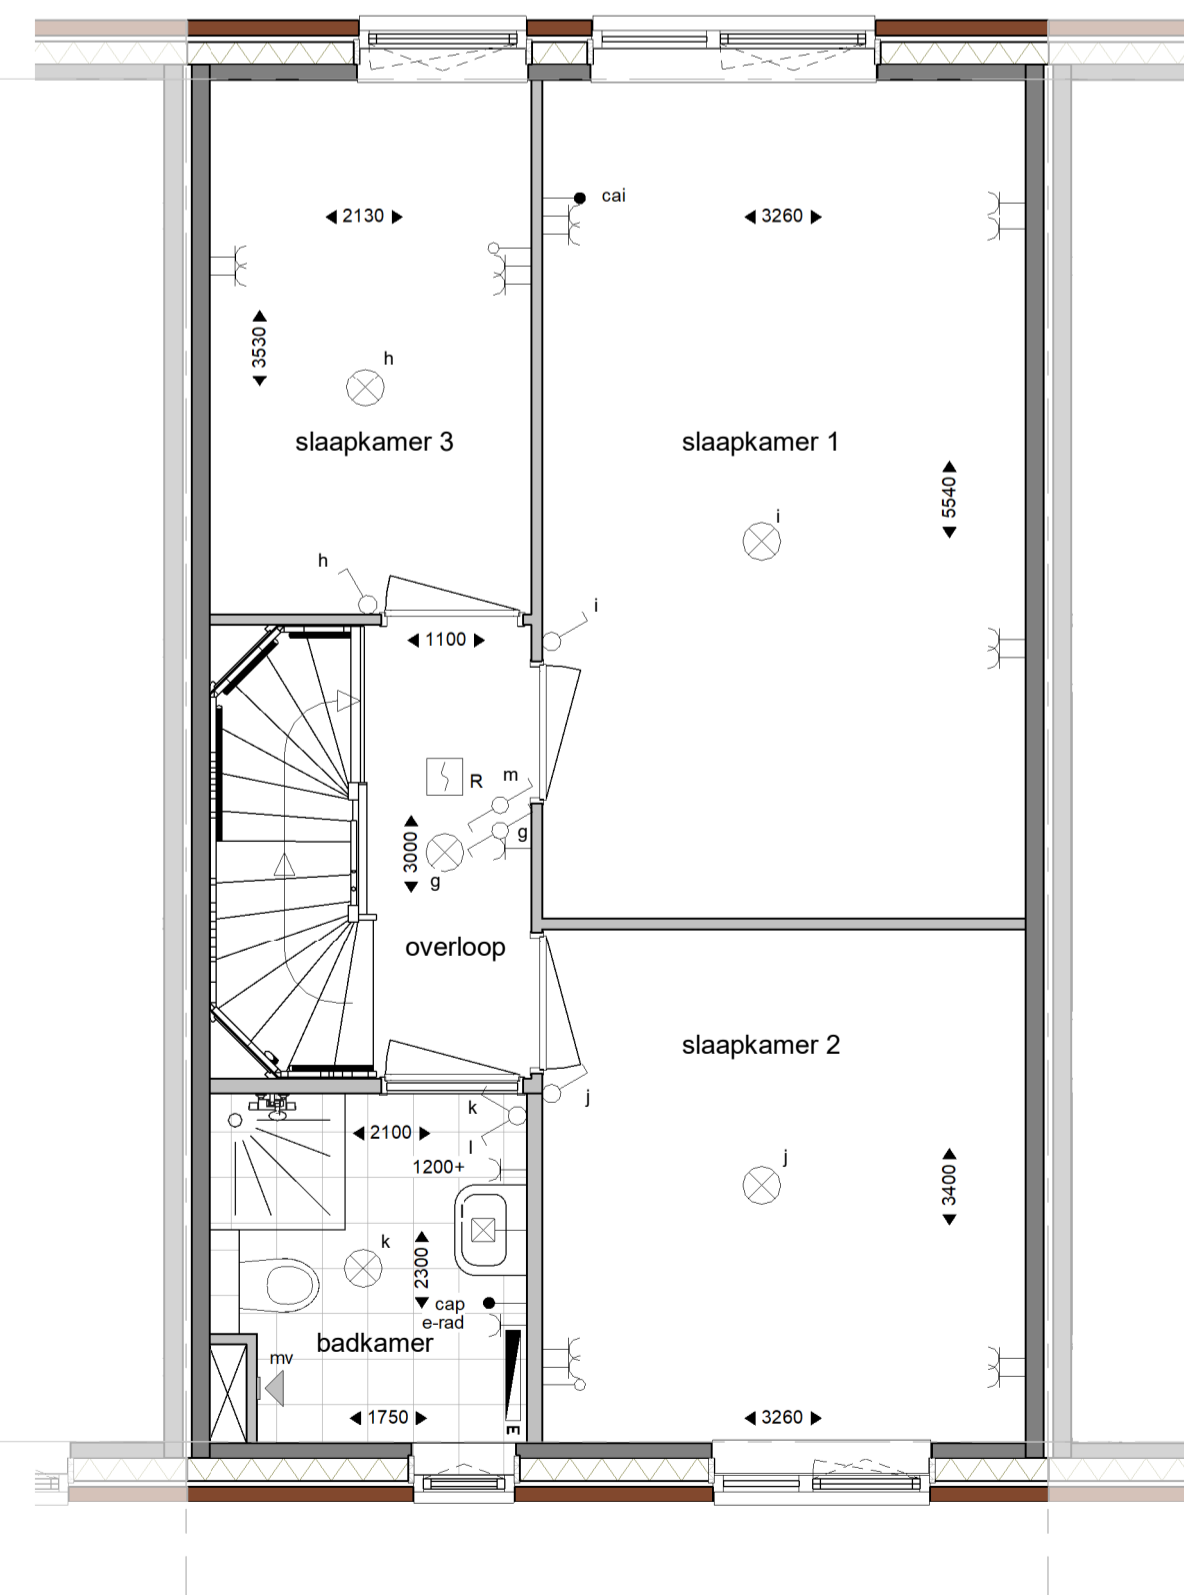 cai
2130
3260
3530
h
slaapkamer 3
slaapkamer 1
5540
i
h
i
1100
R
m
g
3000
g
overloop
slaapkamer 2
k
j
2100
l
1200+
j
3400
k
2300
cap
e-rad
badkamer
mv
1750
3260
E